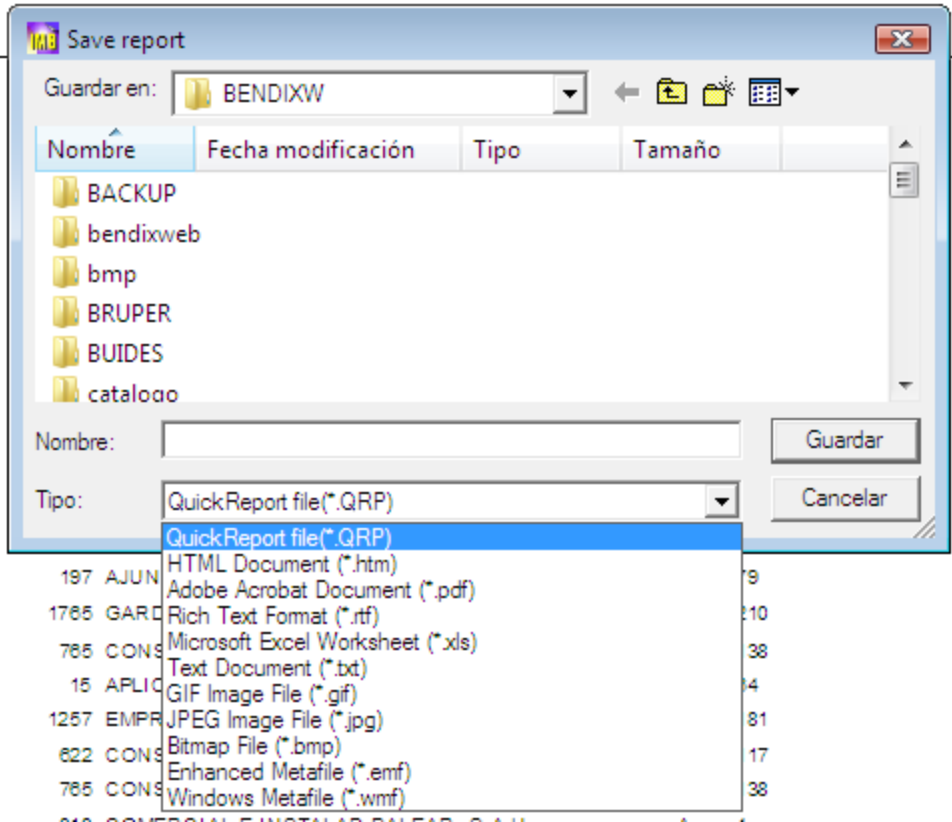 Save report
Guardar en: BENDIXW
Nombre Fecha modificación Tipo Tamaño
BACKUP
bendixweb
bmp
BRUPER
BUIDES
catalogo
Nombre: Guardar
Tipo: QuickReport file(*.QRP) Cancelar
QuickReport file(*.QRP)
HTML Document (*.htm)
197 AJUN 79
Adobe Acrobat Document (*.pdf)
1765 GARD Rich Text Format (*.rtf) 210
Microsoft Excel Worksheet (*.xls)
765 CONS 38
Text Document (*.txt)
15 APLIC GIF Image File (*.gif) 34
1257 EMPR JPEG Image File (*.jpg) 81
Bitmap File (*.bmp)
622 CONS 17
Enhanced Metafile (*.emf)
765 CONS Windows Metafile (*.wmf) 38